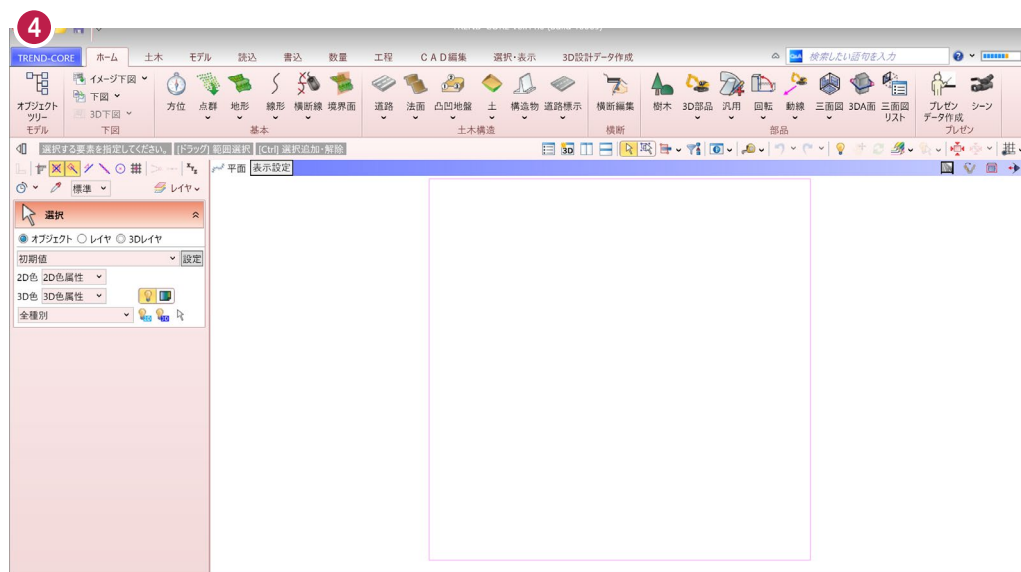 4
TREND-CORE ホーム 土木 モデル 読込 書込 数量 工程 CAD編集 選択・表示 3D設計データ作成 Q&A 検索したい語句を入力
オブジェクト
ツリー
イメージ下図
下図
3D下図
方位 点群 地形 線形 横断線 境界面 道路 法面 凸凹地盤 土 構造物 道路標示 横断編集 樹木 3D部品 汎用 回転 動線 三面図 3DA面 三面図
リスト
プレゼン
データ作成
シーン
モデル 下図 基本 土木構造 横断 部品 プレゼン
選択する要素を指定してください。 [ドラッグ] 範囲選択 [Ctrl] 選択追加・解除
3D
平面 表示設定
標準 レイヤ
選択
オブジェクト レイヤ 3Dレイヤ
初期値 設定
2D色 2D色属性
3D色 3D色属性
全種別